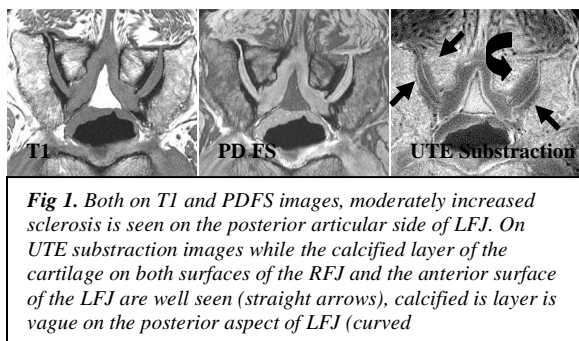 T1 PD FS UTE Substraction
Fig 1. Both on T1 and PDFS images, moderately increased
sclerosis is seen on the posterior articular side of LFJ. On
UTE substraction images while the calcified layer of the
cartilage on both surfaces of the RFJ and the anterior surface
of the LFJ are well seen (straight arrows), calcified is layer is
vague on the posterior aspect of LFJ (curved